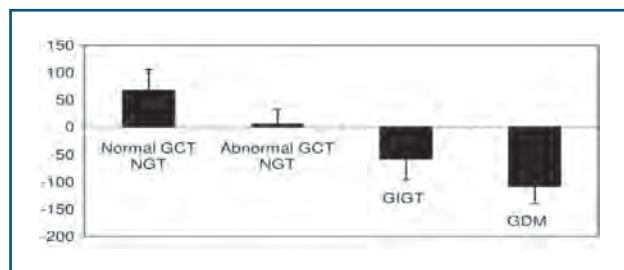 150
100
50
0
-50
-100
-150
-200
Normal GCT
NGT
Abnormal GCT
NGT
GIGT
GDM